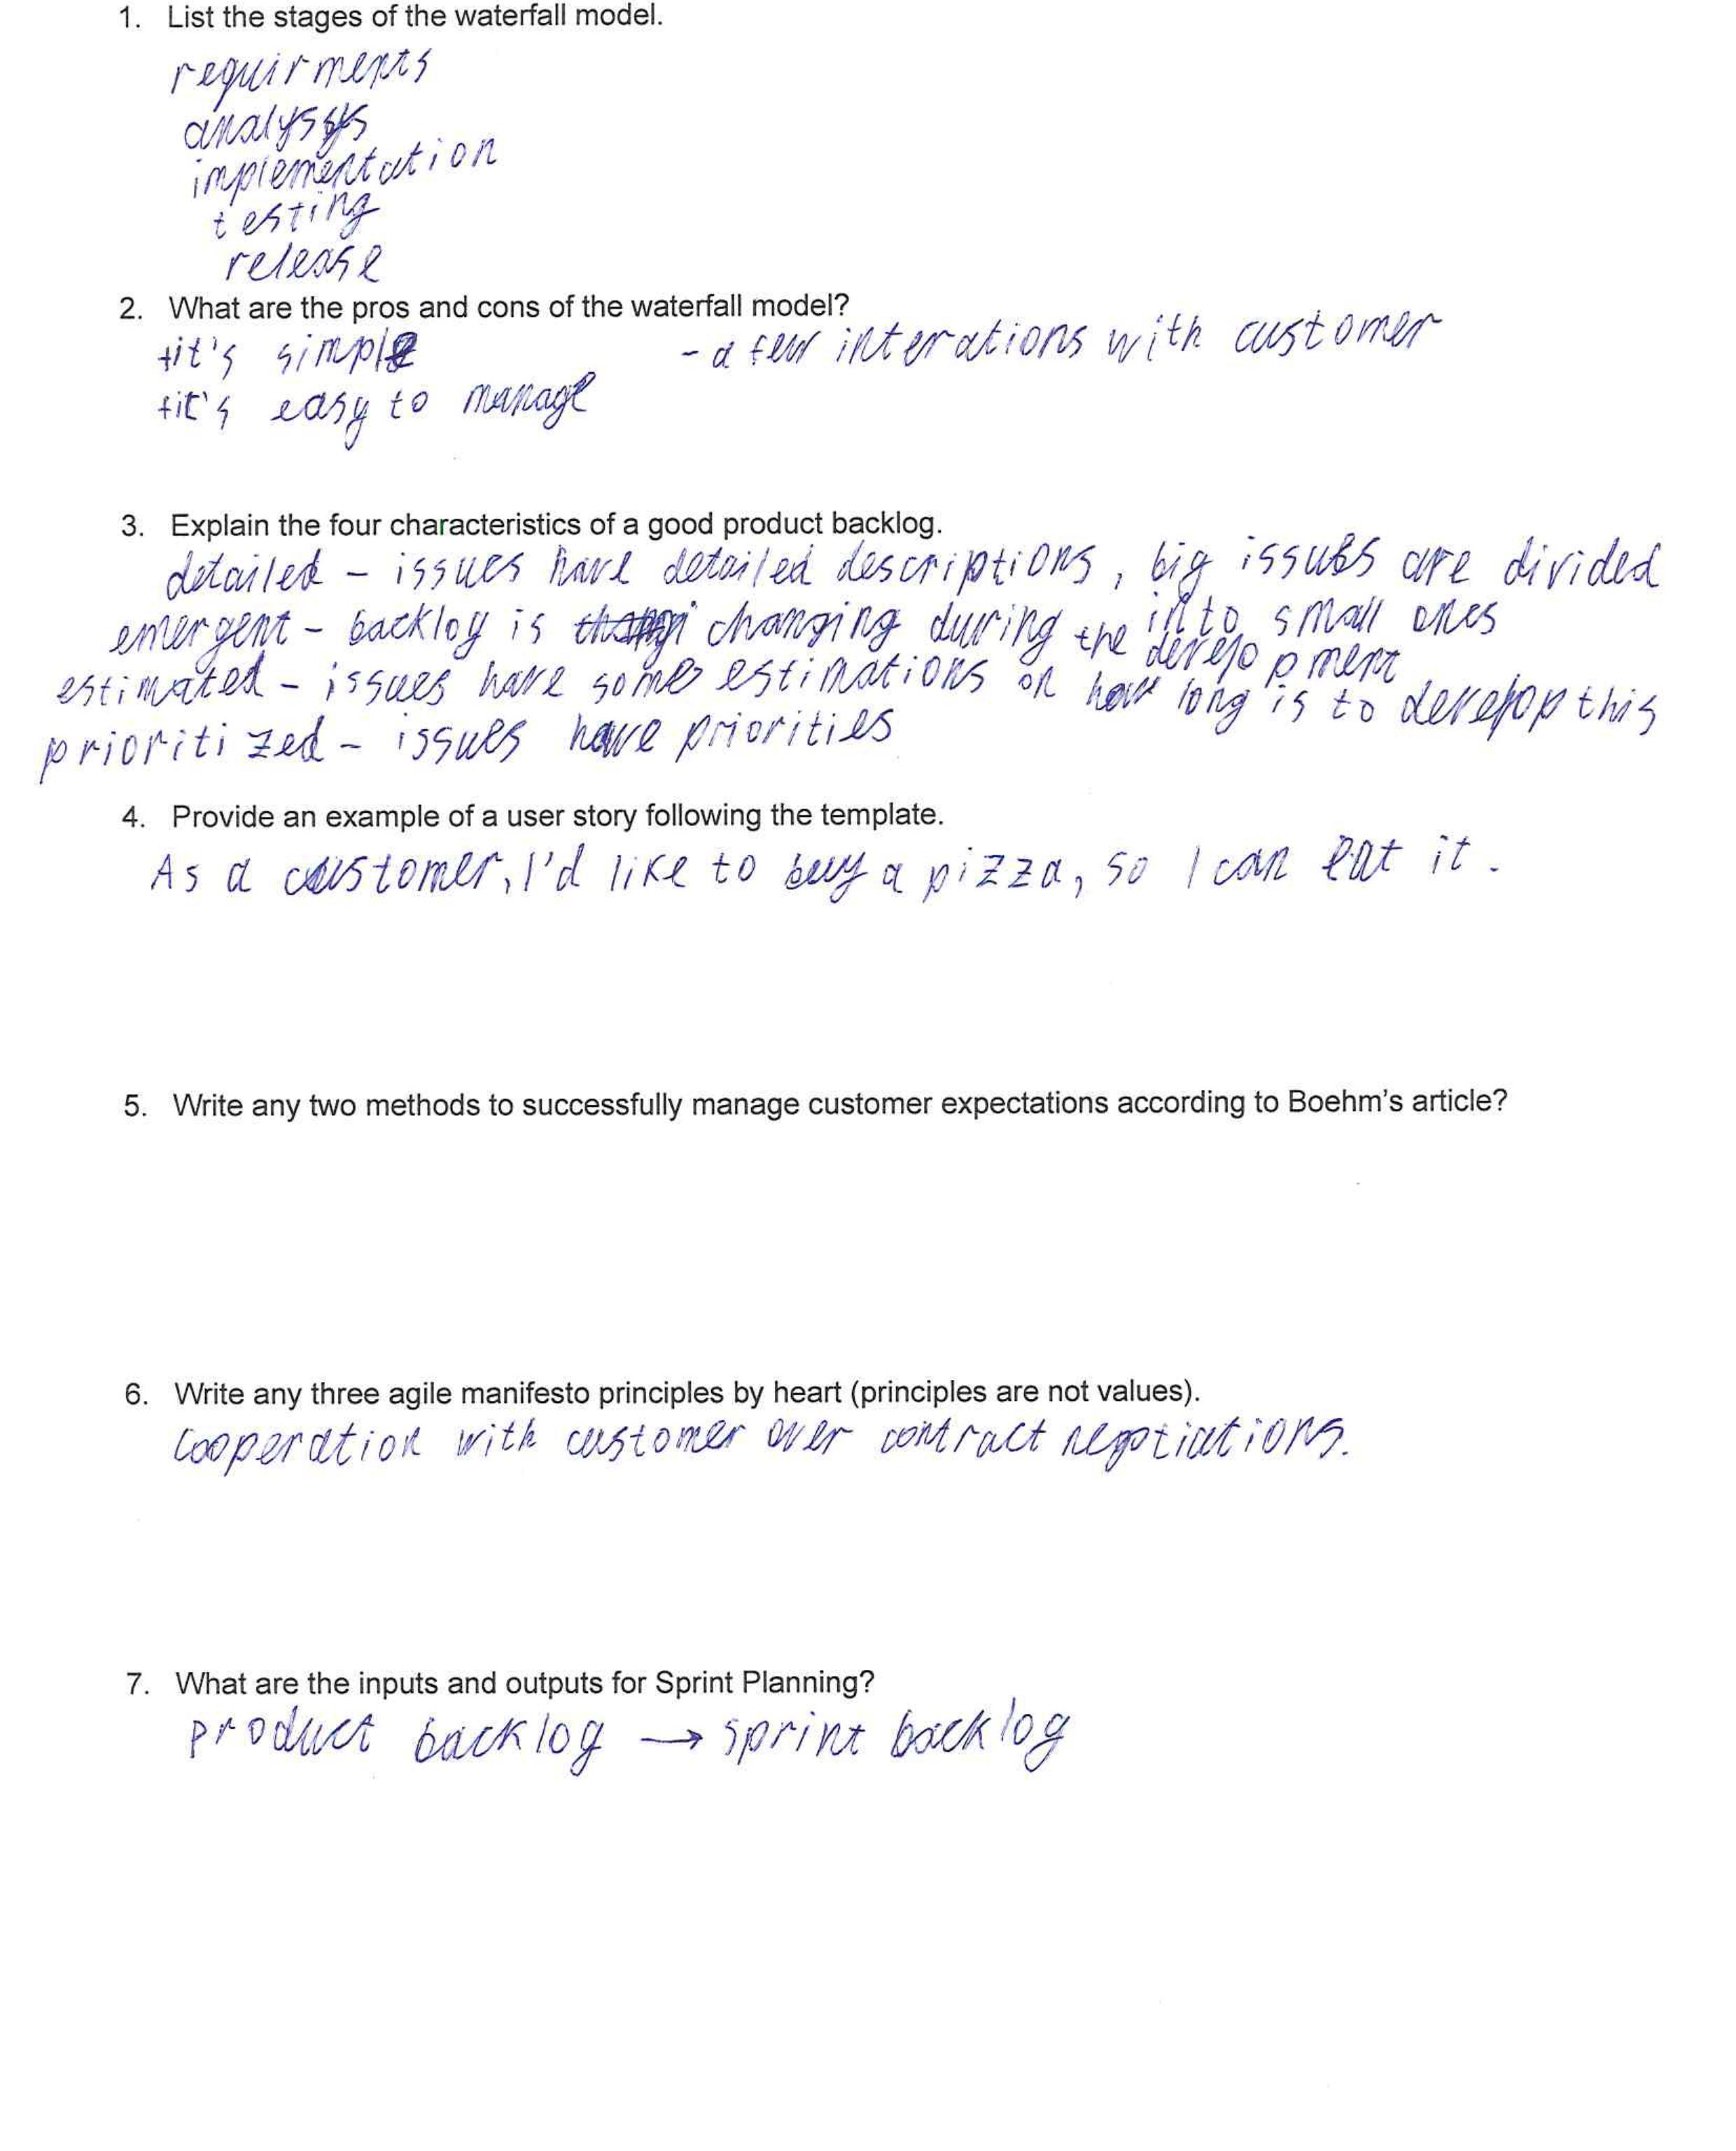 1. List the stages of the waterfall model.
requirments
analysys
implementation
testing
release
2. What are the pros and cons of the waterfall model?
+it's simple - a few interations with customer
+it's easy to manage
3. Explain the four characteristics of a good product backlog.
detailed - issues have detailed descriptions, big issues are divided
into small ones
emergent - backlog is changing during the development
estimated - issues have some estimations on how long is to develop this
prioritized - issues have priorities
4. Provide an example of a user story following the template.
As a customer, I'd like to buy a pizza, so I can eat it.
5. Write any two methods to successfully manage customer expectations according to Boehm's article?
6. Write any three agile manifesto principles by heart (principles are not values).
Cooperation with customer over contract negotiations.
7. What are the inputs and outputs for Sprint Planning?
product backlog → sprint backlog